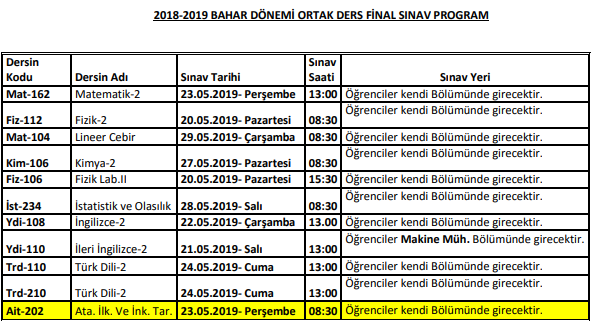 2018-2019 BAHAR DÖNEMİ ORTAK DERS FİNAL SINAV PROGRAM
Dersin Kodu Dersin Adı Sınav Tarihi Sınav Saati Sınav Yeri
Mat-162 Matematik-2 23.05.2019- Perşembe 13:00 Öğrenciler kendi Bölümünde girecektir.
Fiz-112 Fizik-2 20.05.2019- Pazartesi 08:30 Öğrenciler kendi Bölümünde girecektir.
Mat-104 Lineer Cebir 29.05.2019- Çarşamba 08:30 Öğrenciler kendi Bölümünde girecektir.
Kim-106 Kimya-2 27.05.2019- Pazartesi 08:30 Öğrenciler kendi Bölümünde girecektir.
Fiz-106 Fizik Lab.II 20.05.2019- Pazartesi 15:30 Öğrenciler kendi Bölümünde girecektir.
İst-234 İstatistik ve Olasılık 28.05.2019- Salı 08:30 Öğrenciler kendi Bölümünde girecektir.
Ydi-108 İngilizce-2 22.05.2019- Çarşamba 13.00 Öğrenciler kendi Bölümünde girecektir.
Ydi-110 İleri İngilizce-2 21.05.2019- Salı 13:00 Öğrenciler Makine Müh. Bölümünde girecektir.
Trd-110 Türk Dili-2 24.05.2019- Cuma 13:00 Öğrenciler kendi Bölümünde girecektir.
Trd-210 Türk Dili-2 24.05.2019- Cuma 13:00 Öğrenciler kendi Bölümünde girecektir.
Ait-202 Ata. İlk. Ve İnk. Tar. 23.05.2019- Perşembe 08:30 Öğrenciler kendi Bölümünde girecektir.